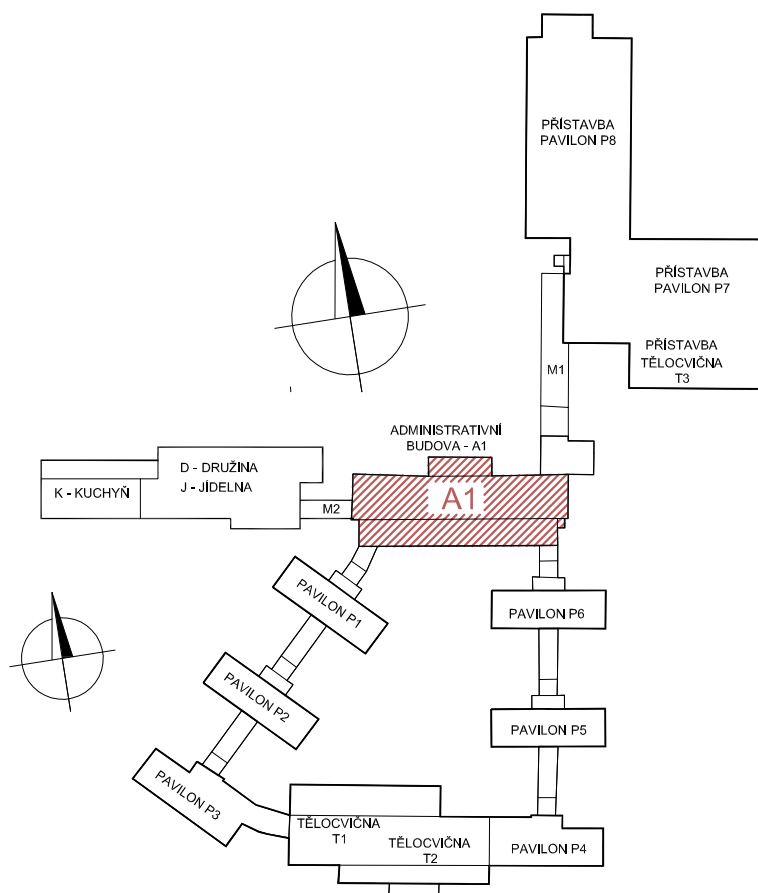 PŘÍSTAVBA
PAVILON P8
PŘÍSTAVBA
PAVILON P7
PŘÍSTAVBA
TĚLOCVIČNA
T3
M1
ADMINISTRATIVNÍ
BUDOVA - A1
D - DRUŽINA
J - JÍDELNA
K - KUCHYŇ
M2
A1
PAVILON P1
PAVILON P6
PAVILON P2
PAVILON P5
PAVILON P3
TĚLOCVIČNA
T1
TĚLOCVIČNA
T2
PAVILON P4